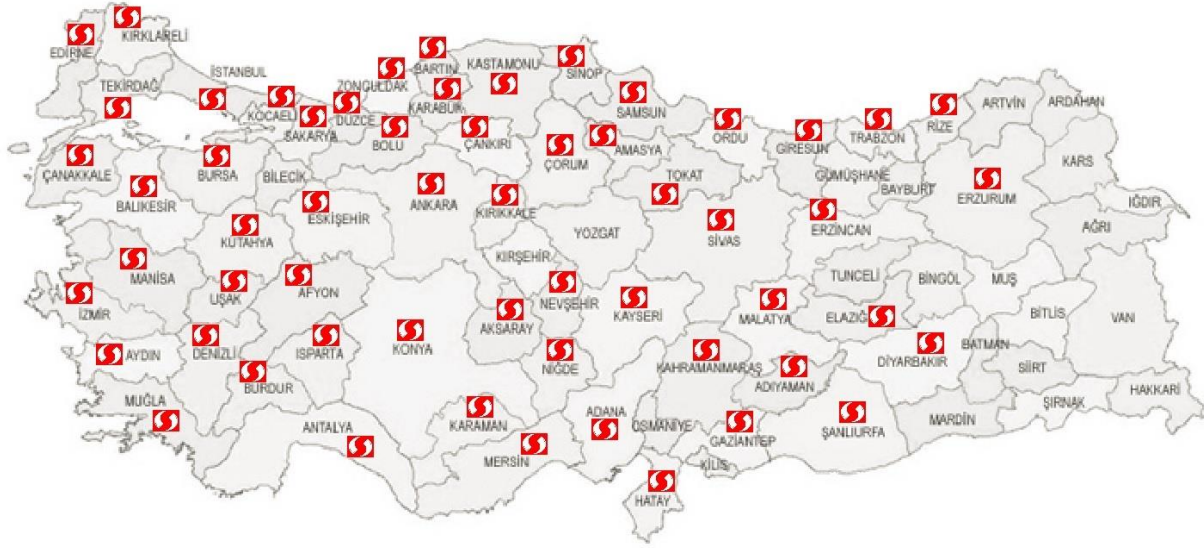 KIRKLARELİ
EDİRNE
TEKİRDAĞ
İSTANBUL
KOCAELİ
SAKARYA
DÜZCE
ZONGULDAK
BARTIN
KARABÜK
KASTAMONU
SİNOP
SAMSUN
ÇANKIRI
BOLU
ÇORUM
AMASYA
ORDU
GİRESUN
TRABZON
RİZE
ARTVİN
ARDAHAN
KARS
ÇANAKKALE
BURSA
BİLECİK
TOKAT
GÜMÜŞHANE
BAYBURT
ERZURUM
IĞDIR
BALIKESİR
ESKİŞEHİR
ANKARA
KIRIKKALE
KÜTAHYA
YOZGAT
SİVAS
ERZİNCAN
AĞRI
KIRŞEHİR
MANİSA
UŞAK
AFYON
NEVŞEHİR
TUNCELİ
BİNGÖL
MUŞ
İZMİR
AKSARAY
KAYSERİ
MALATYA
ELAZIĞ
BİTLİS
VAN
AYDIN
DENİZLİ
ISPARTA
KONYA
NİĞDE
KAHRAMANMARAŞ
ADIYAMAN
DİYARBAKIR
BATMAN
SİİRT
BURDUR
HAKKARİ
MUĞLA
ANTALYA
KARAMAN
ADANA
OSMANİYE
GAZİANTEP
ŞANLIURFA
MARDİN
ŞIRNAK
MERSİN
KİLİS
HATAY